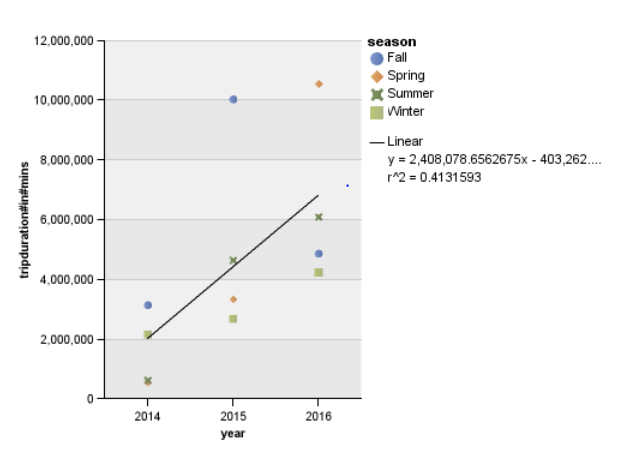 12,000,000
10,000,000
8,000,000
6,000,000
4,000,000
2,000,000
0
tripduration#in#mins
2014 2015 2016
year
season
Fall
Spring
Summer
Winter
Linear
y = 2,408,078.6562675x - 403,262....
r^2 = 0.4131593